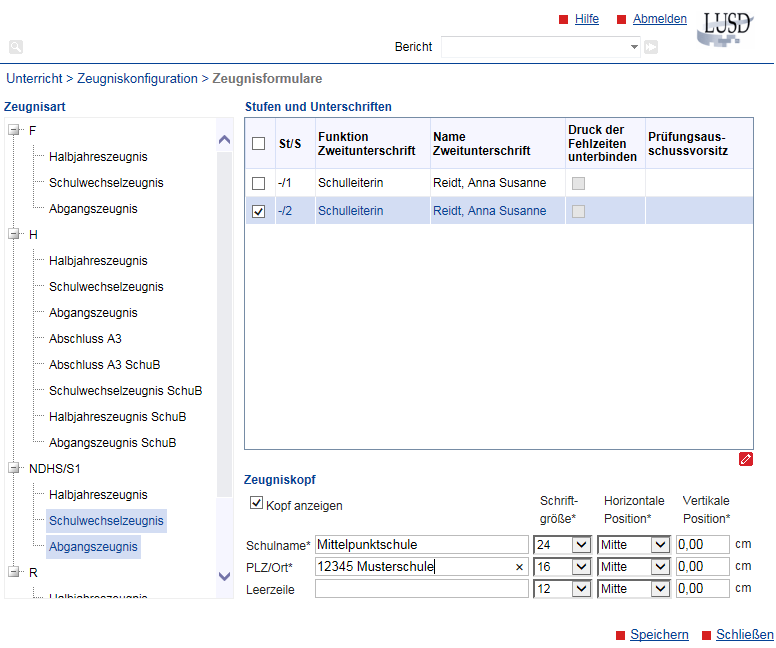 Hilfe Abmelden
LUSD
Bericht
Unterricht > Zeugniskonfiguration > Zeugnisformulare
Zeugnisart
F
Halbjahreszeugnis
Schulwechselzeugnis
Abgangszeugnis
H
Halbjahreszeugnis
Schulwechselzeugnis
Abgangszeugnis
Abschluss A3
Abschluss A3 SchuB
Schulwechselzeugnis SchuB
Halbjahreszeugnis SchuB
Abgangszeugnis SchuB
NDHS/S1
Halbjahreszeugnis
Schulwechselzeugnis
Abgangszeugnis
R
Halbjahreszeugnis
Stufen und Unterschriften
St/S
Funktion
Zweitunterschrift
Name
Zweitunterschrift
Druck der
Fehlzeiten
unterbinden
Prüfungsaus-
schussvorsitz
-/1 Schulleiterin Reidt, Anna Susanne
-/2 Schulleiterin Reidt, Anna Susanne
Zeugniskopf
Kopf anzeigen
Schrift-
größe*
Horizontale
Position*
Vertikale
Position*
Schulname* Mittelpunktschule 24 Mitte 0,00 cm
PLZ/Ort* 12345 Musterschule × 16 Mitte 0,00 cm
Leerzeile 12 Mitte 0,00 cm
Speichern Schließen